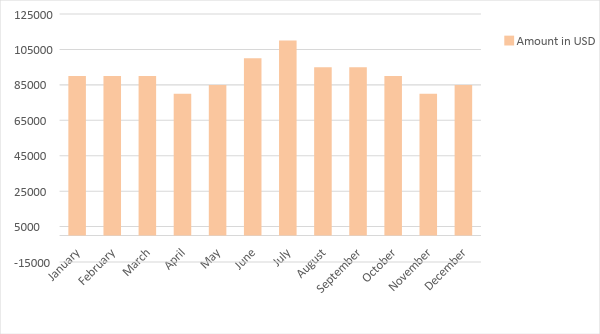 125000
105000
85000
65000
45000
25000
5000
-15000
January
February
March
April
May
June
July
August
September
October
November
December
Amount in USD